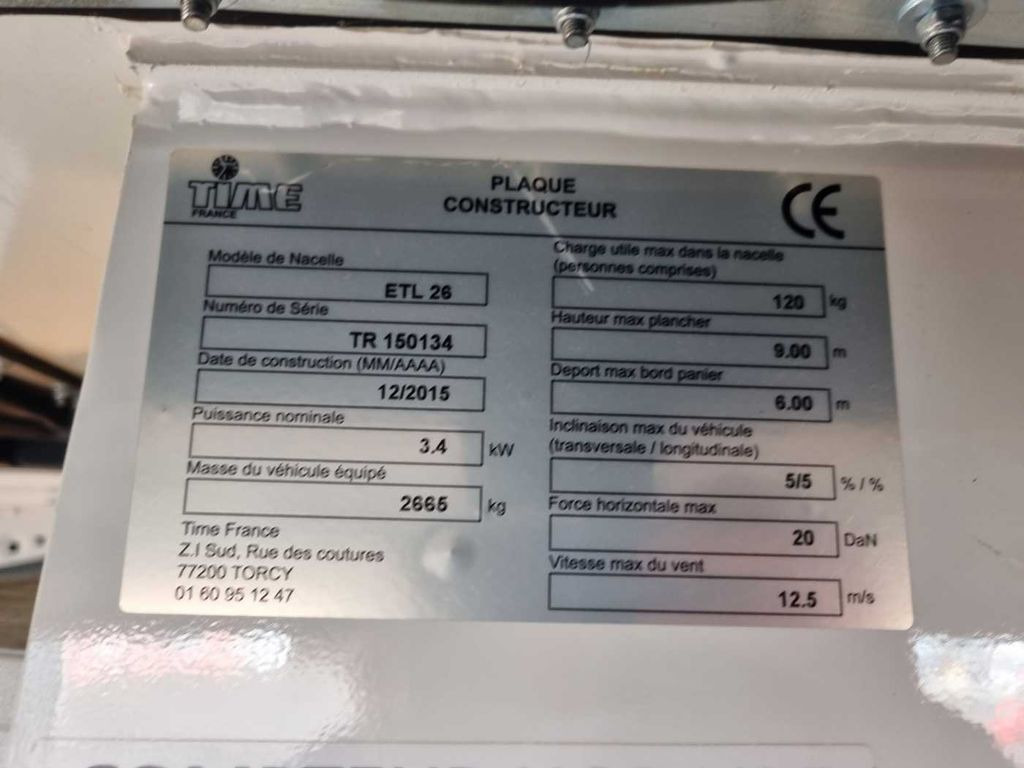 TIME
FRANCE
PLAQUE
CONSTRUCTEUR
CE
Modèle de Nacelle
ETL 26
Numéro de Série
TR 150134
Date de construction (MM/AAAA)
12/2015
Puissance nominale
3.4 kW
Masse du véhicule équipé
2665 kg
Time France
Z.I Sud, Rue des coutures
77200 TORCY
01 60 95 12 47
Charge utile max dans la nacelle
(personnes comprises)
120 kg
Hauteur max plancher
9.00 m
Deport max bord panier
6.00 m
Inclinaison max du véhicule
(transversale / longitudinale)
5/5 % / %
Force horizontale max
20 DaN
Vitesse max du vent
12.5 m/s